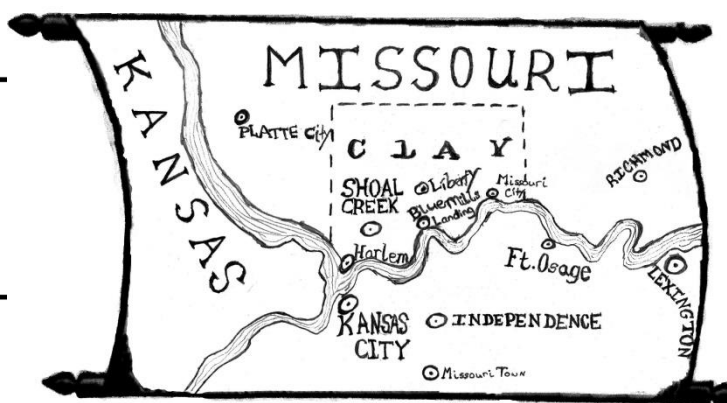 MISSOURI
KANSAS
PLATTE City
CLAY
SHOAL
CREEK
Liberty
Missouri
City
Bluemills
Landing
RICHMOND
Harlem
Ft. Osage
LEXINGTON
KANSAS
CITY
INDEPENDENCE
Missouri Town